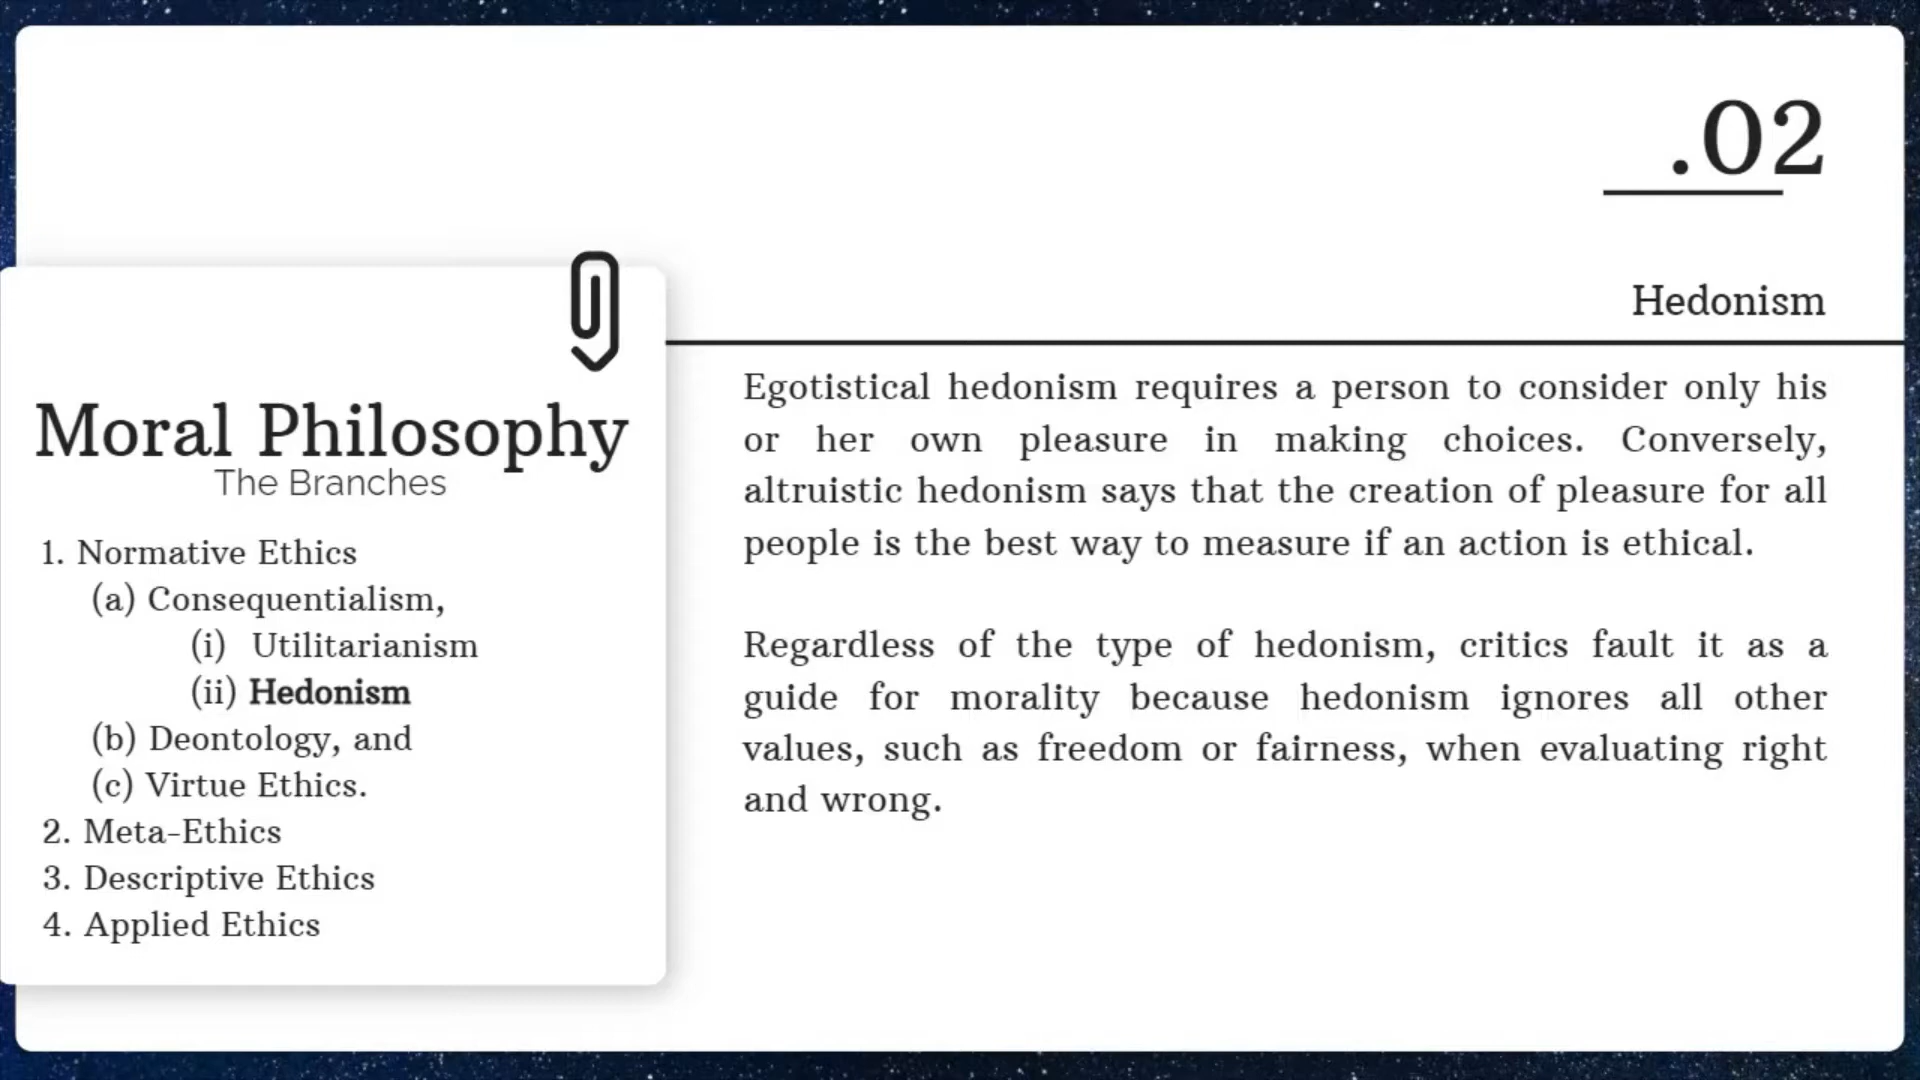 .02
Hedonism
Moral Philosophy
The Branches
1. Normative Ethics
(a) Consequentialism,
(i) Utilitarianism
(ii) Hedonism
(b) Deontology, and
(c) Virtue Ethics.
2. Meta-Ethics
3. Descriptive Ethics
4. Applied Ethics
Egotistical hedonism requires a person to consider only his
or her own pleasure in making choices. Conversely,
altruistic hedonism says that the creation of pleasure for all
people is the best way to measure if an action is ethical.
Regardless of the type of hedonism, critics fault it as a
guide for morality because hedonism ignores all other
values, such as freedom or fairness, when evaluating right
and wrong.